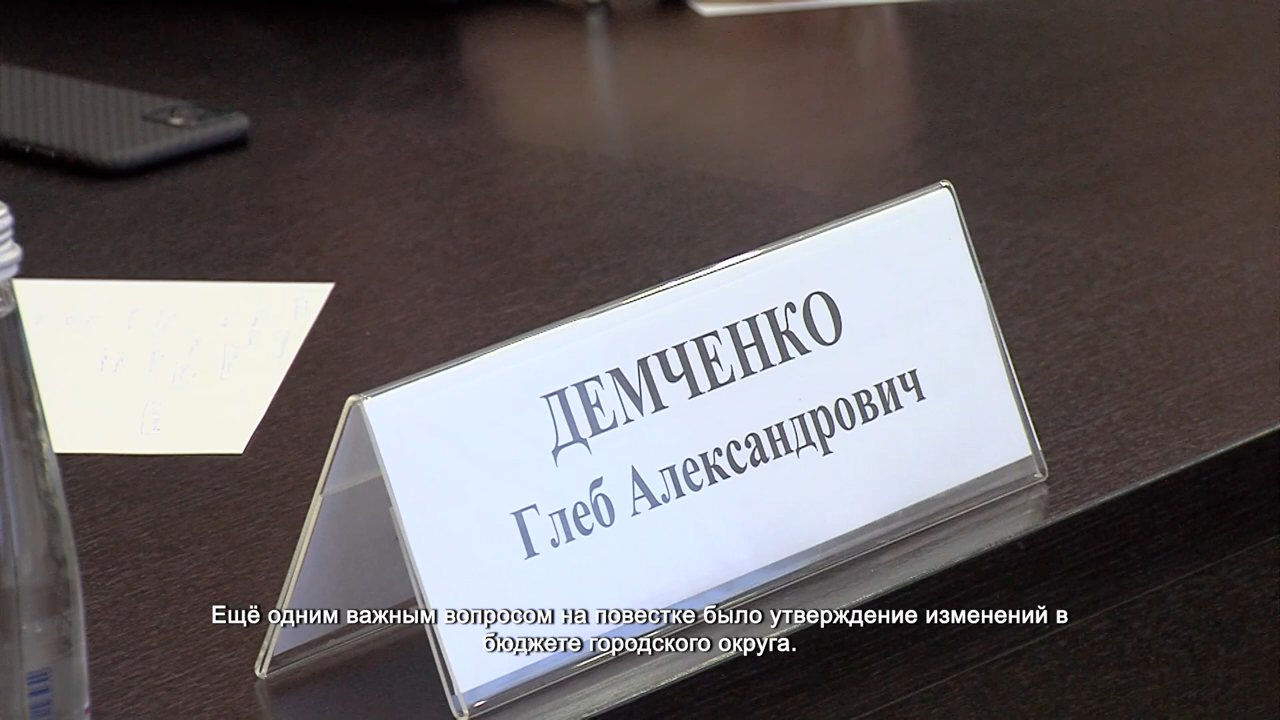 ДЕМЧЕНКО
Глеб Александрович
Ещё одним важным вопросом на повестке было утверждение изменений в
бюджете городского округа.